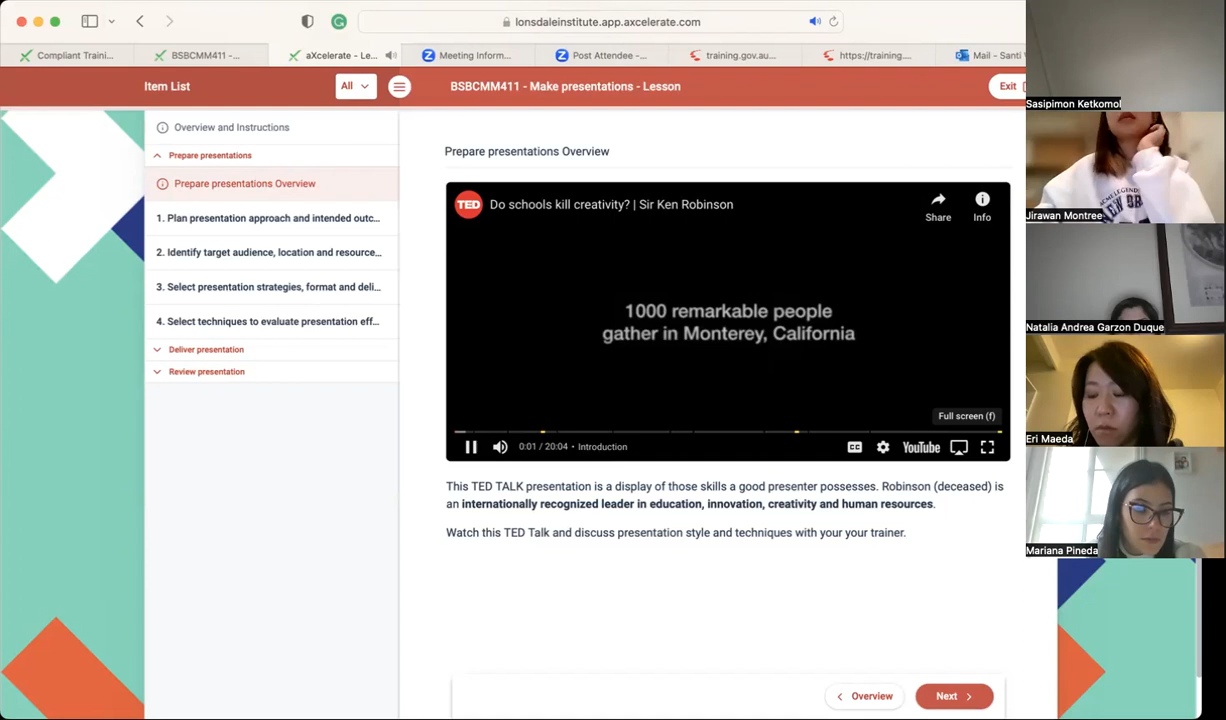 lonsdaleinstitute.app.axcelerate.com
Compliant Traini...
BSBCMM411 -...
aXcelerate - Le...
Meeting Inform...
Post Attendee -...
training.gov.au...
https://training....
Mail - Santi
Item List
All
BSBCMM411 - Make presentations - Lesson
Exit
Overview and Instructions
Prepare presentations
Prepare presentations Overview
1. Plan presentation approach and intended outc...
2. Identify target audience, location and resource...
3. Select presentation strategies, format and deli...
4. Select techniques to evaluate presentation eff...
Deliver presentation
Review presentation
Prepare presentations Overview
TED
Do schools kill creativity? | Sir Ken Robinson
Share
Info
1000 remarkable people
gather in Monterey, California
Full screen (f)
0:01 / 20:04 • Introduction
CC
YouTube
This TED TALK presentation is a display of those skills a good presenter possesses. Robinson (deceased) is
an internationally recognized leader in education, innovation, creativity and human resources.
Watch this TED Talk and discuss presentation style and techniques with your your trainer.
Overview
Next
Sasipimon Ketkomol
Jirawan Montree
Natalia Andrea Garzon Duque
Eri Maeda
Mariana Pineda